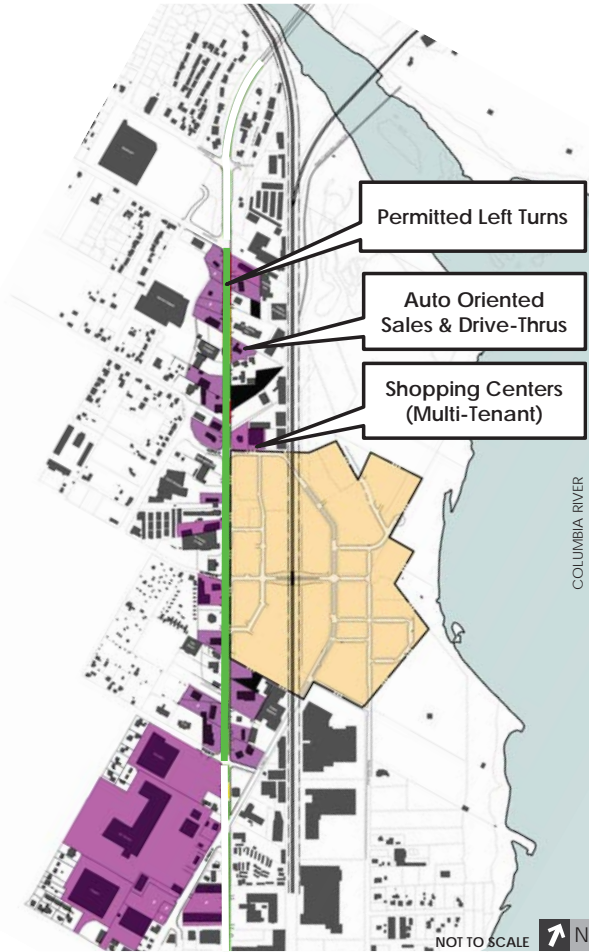 Permitted Left Turns
Auto Oriented
Sales & Drive-Thrus
Shopping Centers
(Multi-Tenant)
COLUMBIA RIVER
NOT TO SCALE
N